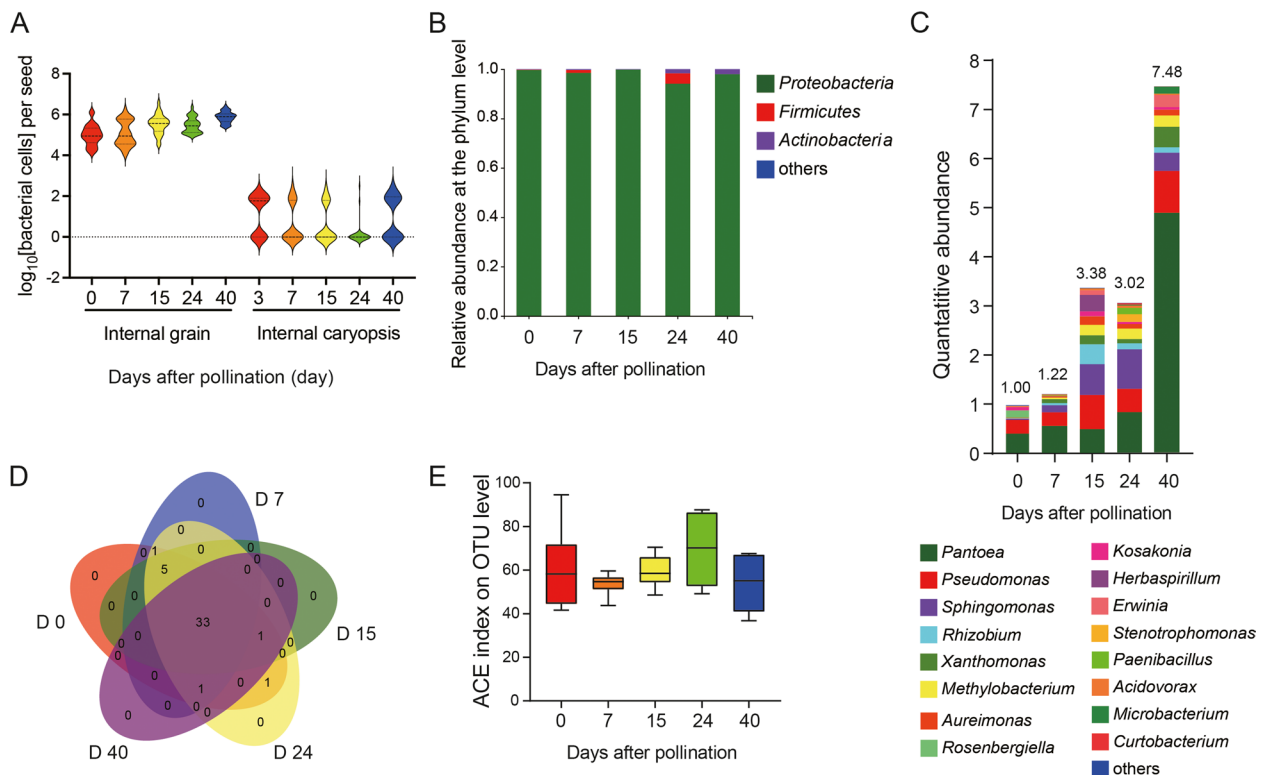 A
log10[bacterial cells] per seed
8
6
4
2
0
-2
0 7 15 24 40 3 7 15 24 40
Internal grain Internal caryopsis
Days after pollination (day)
B
Relative abundance at the phylum level
1.0
0.8
0.6
0.4
0.2
0.0
0 7 15 24 40
Days after pollination
Proteobacteria
Firmicutes
Actinobacteria
others
C
Quantatitive abundance
8
7
6
5
4
3
2
1
0
1.00
1.22
3.38
3.02
7.48
0 7 15 24 40
Days after pollination
Pantoea
Pseudomonas
Sphingomonas
Rhizobium
Xanthomonas
Methylobacterium
Aureimonas
Rosenbergiella
Kosakonia
Herbaspirillum
Erwinia
Stenotrophomonas
Paenibacillus
Acidovorax
Microbacterium
Curtobacterium
others
D
D 7
D 0
D 15
D 40
D 24
0
0
0 1 0 0
0
5 0
0
0
0 0
0
0
33
0 1
0
0
0
0
0
0 1
0 1
0 0
0
0
0
E
ACE index on OTU level
100
80
60
40
20
0
0 7 15 24 40
Days after pollination